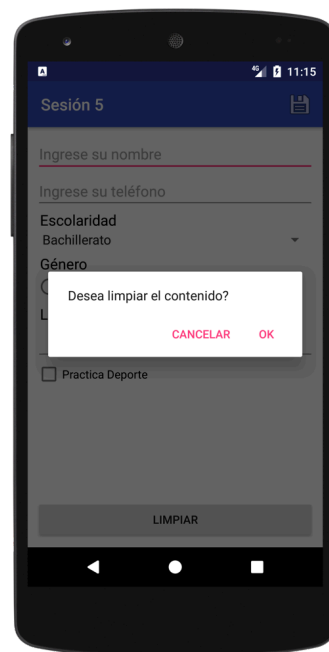 4G 11:15
Sesión 5
Ingrese su nombre
Ingrese su teléfono
Escolaridad
Bachillerato
Género
L
Desea limpiar el contenido?
CANCELAR OK
Practica Deporte
LIMPIAR